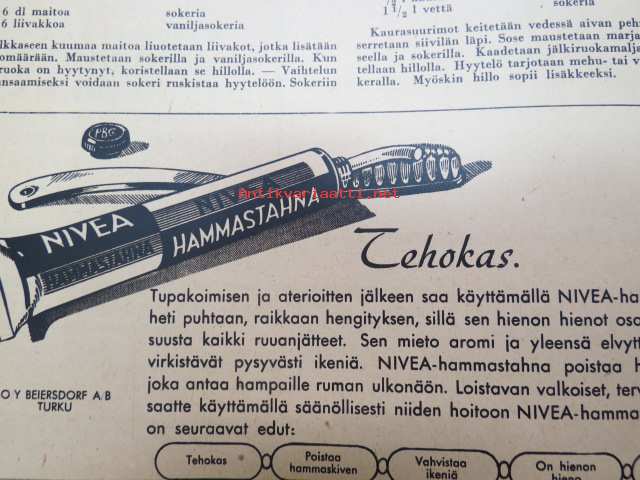 6 dl maitoa sokeria
6 liivakkoa vaniljasokeria
lkkaseen kuumaa maitoa liuotetaan liivakot, jotka lisätään
omäärään. Maustetaan sokerilla ja vaniljasokerilla. Kun
ruoka on hyytynyt, koristellaan se hillolla. — Vaihtelun
ansaamiseksi voidaan sokeri ruskistaa hyytelöön. Sokeriin
1 1/2 l vettä sokeria
Kaurasuurimot keitetään vedessä aivan peh
serretaan siivilän läpi. Sose maustetaan marja
seella ja sokerilla. Kaadetaan jälkiruokamalje
tellaan hillolla. Hyytelö tarjotaan mehu- tai v
keralla. Myöskin hillo sopii lisäkkeeksi.
PBC
NIVEA
HAMMASTAHNA
NIVEA
HAMMASTAHNA
Antikvariaatti.net
Tehokas.
Tupakoimisen ja aterioitten jälkeen saa käyttämällä NIVEA-ha
heti puhtaan, raikkaan hengityksen, sillä sen hienon hienot oso
suusta kaikki ruuanjätteet. Sen mieto aromi ja yleensä elvytt
virkistävät pysyvästi ikeniä. NIVEA-hammastahna poistaa h
joka antaa hampaille ruman ulkonäön. Loistavan valkoiset, terv
saatte käyttämällä säännöllisesti niiden hoitoon NIVEA-hamma
on seuraavat edut:
O Y BEIERSDORF A. B
TURKU
Tehokas
Poistaa
hammaskiven
Vahvistaa
ikeniä
On hienon
hieno